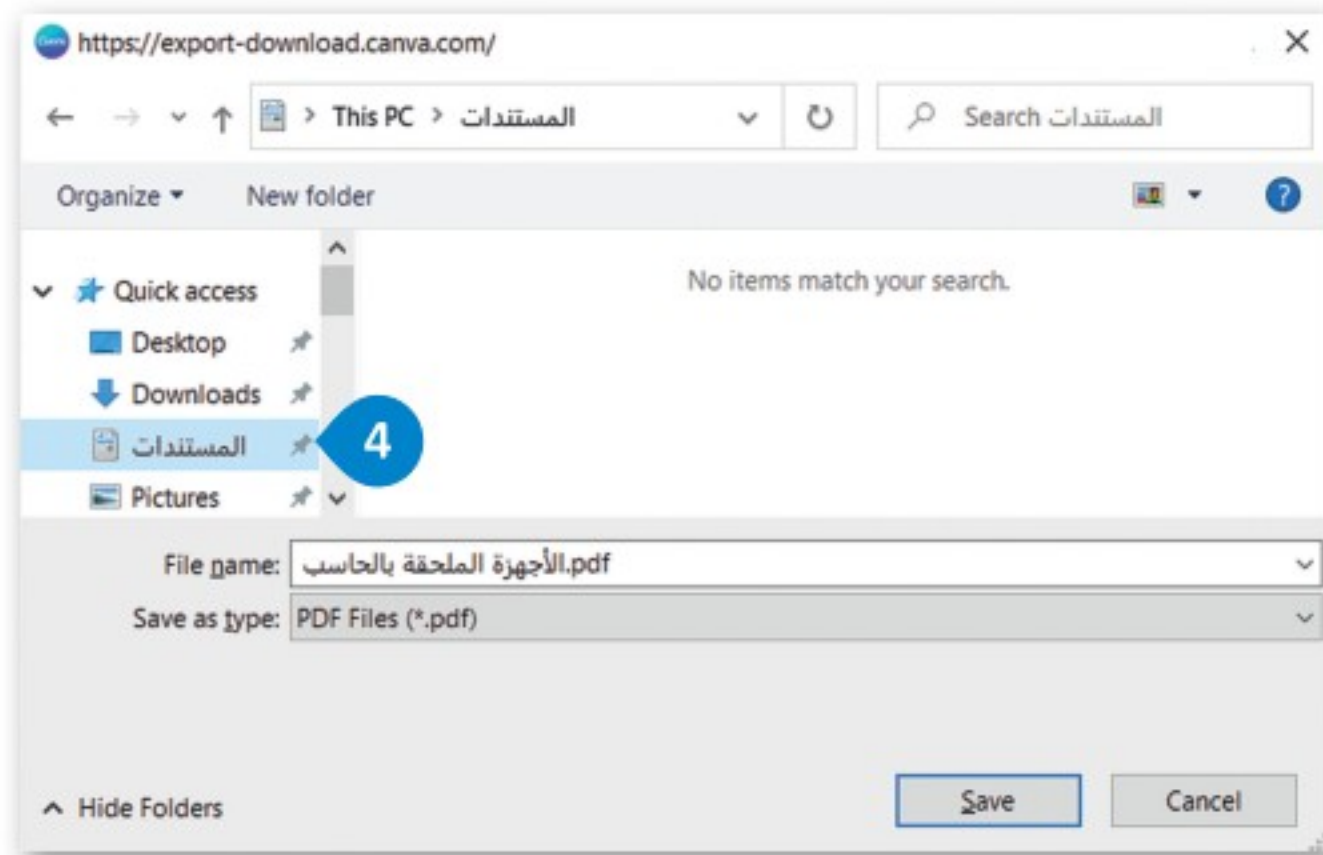 https://export-download.canva.com/
This PC > المستندات
Search المستندات
Organize
New folder
Quick access
No items match your search.
Desktop
Downloads
المستندات
4
Pictures
File name: الأجهزة الملحقة بالحاسب.pdf
Save as type: PDF Files (*.pdf)
Hide Folders
Save
Cancel